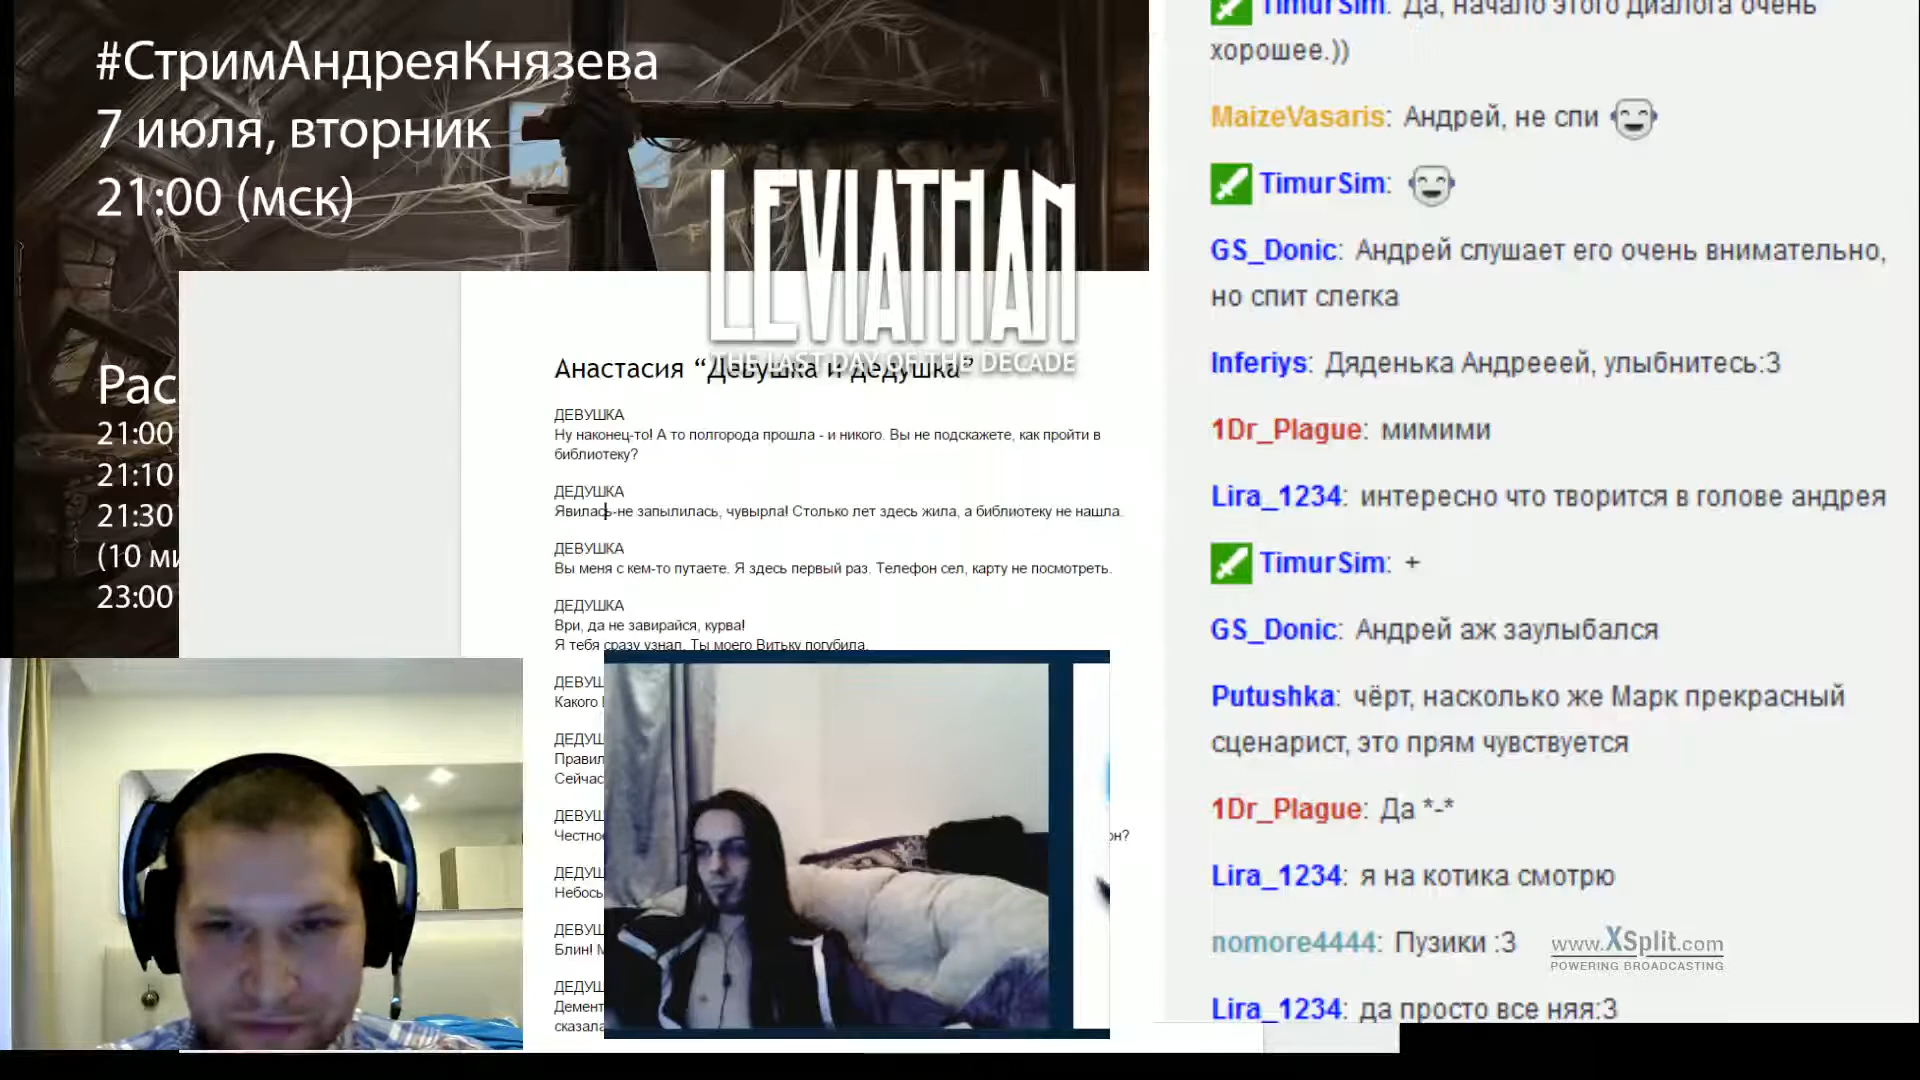 #СтримАндреяКнязева
7 июля, вторник
21:00 (мск)
LEVIATHAN
THE LAST DAY OF THE DECADE
Рас
21:00
21:10
21:30
(10 ми
23:00
Анастасия “Девушка и дедушка”
ДЕВУШКА
Ну наконец-то! А то полгорода прошла - и никого. Вы не подскажете, как пройти в
библиотеку?
ДЕДУШКА
Явилась-не запылилась, чувырла! Столько лет здесь жила, а библиотеку не нашла.
ДЕВУШКА
Вы меня с кем-то путаете. Я здесь первый раз. Телефон сел, карту не посмотреть.
ДЕДУШКА
Ври, да не завирайся, курва!
Я тебя сразу узнал. Ты моего Витьку погубила.
ДЕВУШ
Какого
ДЕДУШ
Правил
Сейчас
ДЕВУШ
Честно
он?
ДЕДУШ
Небось
ДЕВУШ
Блин!
ДЕДУШ
Демент
сказала
TimurSim: Да, начало этого диалога очень
хорошее.))
MaizeVasaris: Андрей, не спи
TimurSim:
GS_Donic: Андрей слушает его очень внимательно,
но спит слегка
Inferiys: Дяденька Андрееей, улыбнитесь:3
1Dr_Plague: мимими
Lira_1234: интересно что творится в голове андрея
TimurSim: +
GS_Donic: Андрей аж заулыбался
Putushka: чёрт, насколько же Марк прекрасный
сценарист, это прям чувствуется
1Dr_Plague: Да *-*
Lira_1234: я на котика смотрю
nomore4444: Пузики :3
www.XSplit.com
POWERING BROADCASTING
Lira_1234: да просто все няя:3